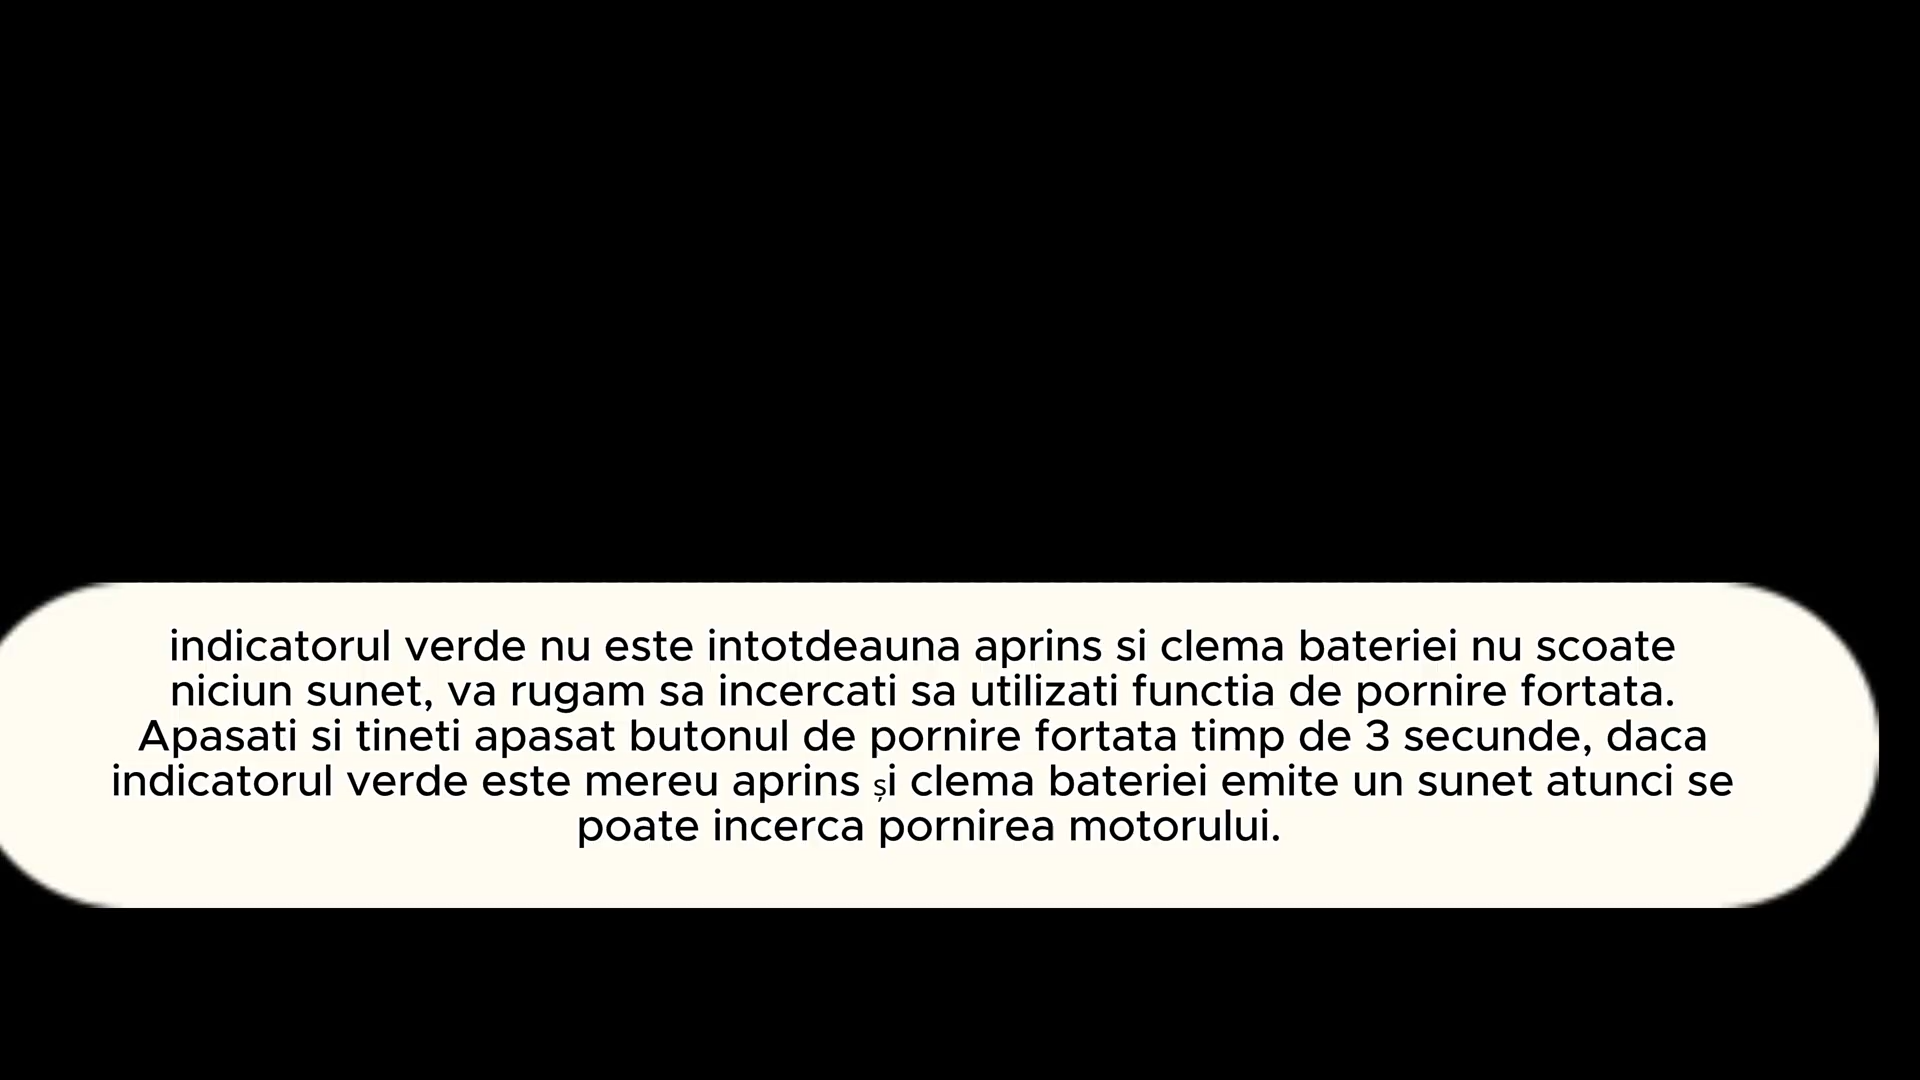 indicatorul verde nu este intotdeauna aprins si clema bateriei nu scoate
niciun sunet, va rugam sa incercati sa utilizati functia de pornire fortata.
Apasati si tineti apasat butonul de pornire fortata timp de 3 secunde, daca
indicatorul verde este mereu aprins și clema bateriei emite un sunet atunci se
poate incerca pornirea motorului.